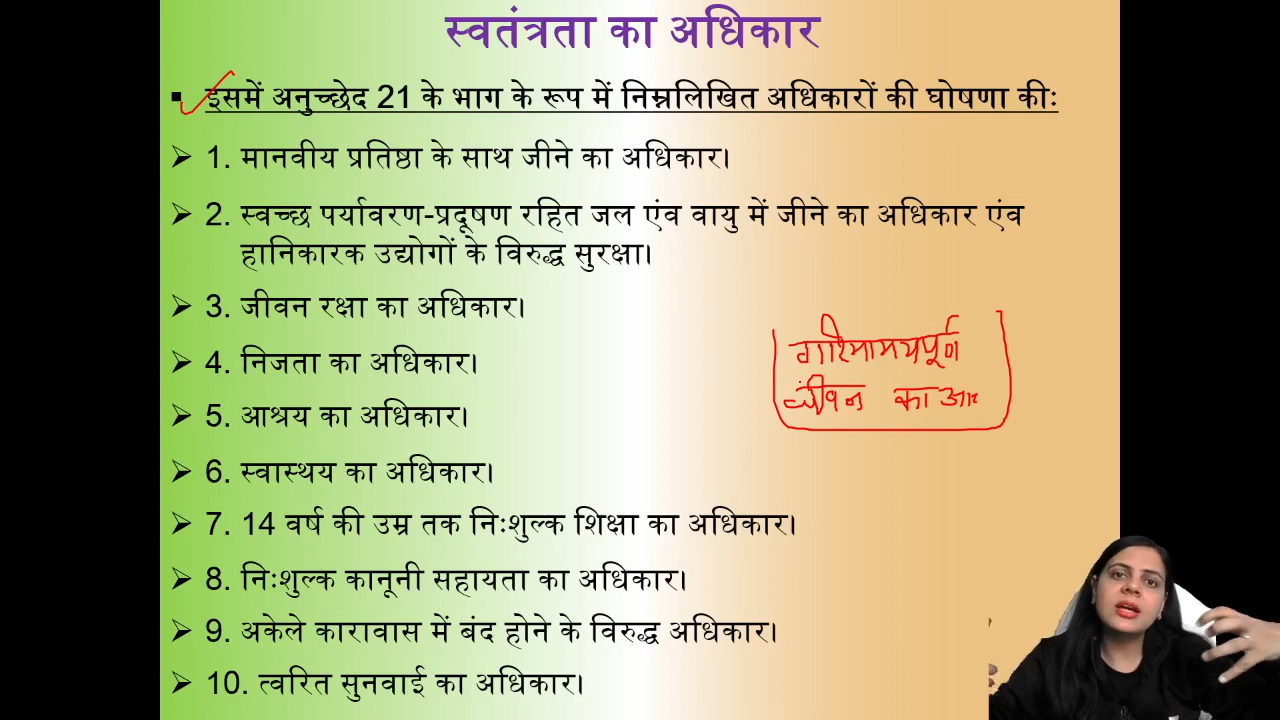 स्वतंत्रता का अधिकार
▪ इसमें अनुच्छेद 21 के भाग के रूप में निम्नलिखित अधिकारों की घोषणा कीः
➢ 1. मानवीय प्रतिष्ठा के साथ जीने का अधिकार।
➢ 2. स्वच्छ पर्यावरण-प्रदूषण रहित जल एंव वायु में जीने का अधिकार एंव
हानिकारक उद्योगों के विरुद्ध सुरक्षा।
➢ 3. जीवन रक्षा का अधिकार।
➢ 4. निजता का अधिकार।
➢ 5. आश्रय का अधिकार।
➢ 6. स्वास्थय का अधिकार।
➢ 7. 14 वर्ष की उम्र तक निःशुल्क शिक्षा का अधिकार।
➢ 8. निःशुल्क कानूनी सहायता का अधिकार।
➢ 9. अकेले कारावास में बंद होने के विरुद्ध अधिकार।
➢ 10. त्वरित सुनवाई का अधिकार।
गरिमामयपूर्ण
जीवन का